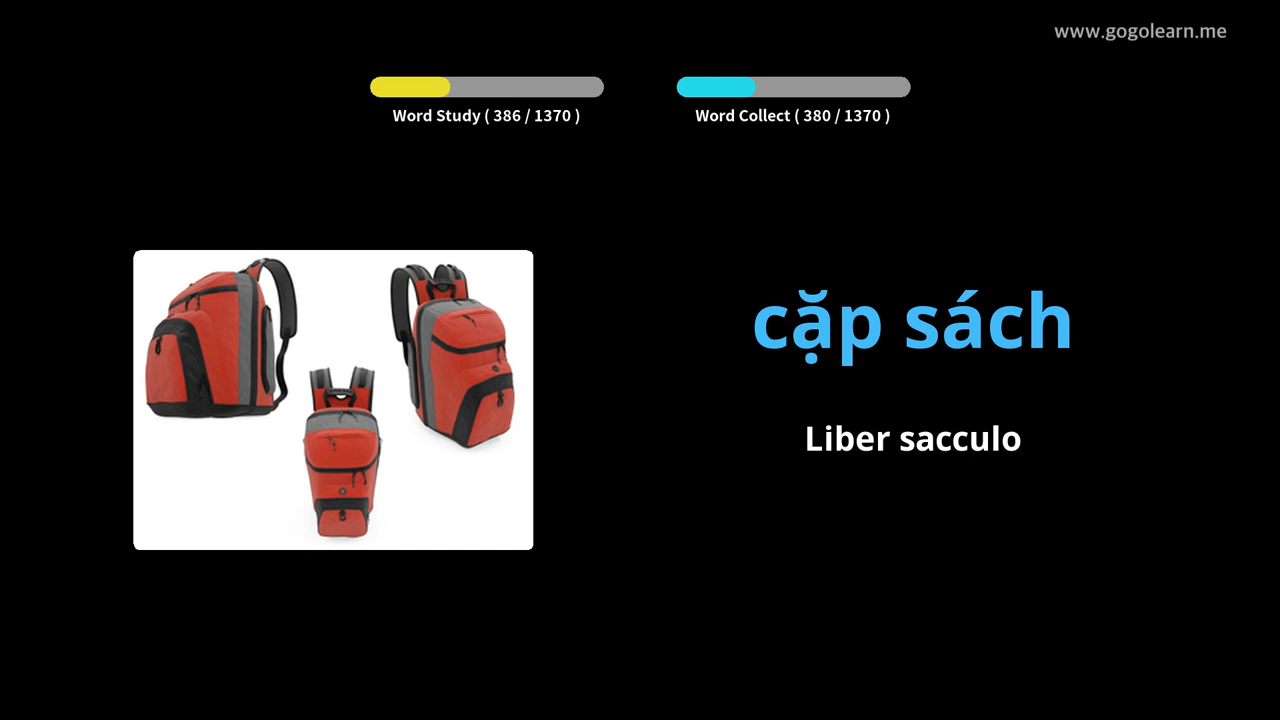 www.gogolearn.me
Word Study ( 386 / 1370 )
Word Collect ( 380 / 1370 )
cặp sách
Liber sacculo